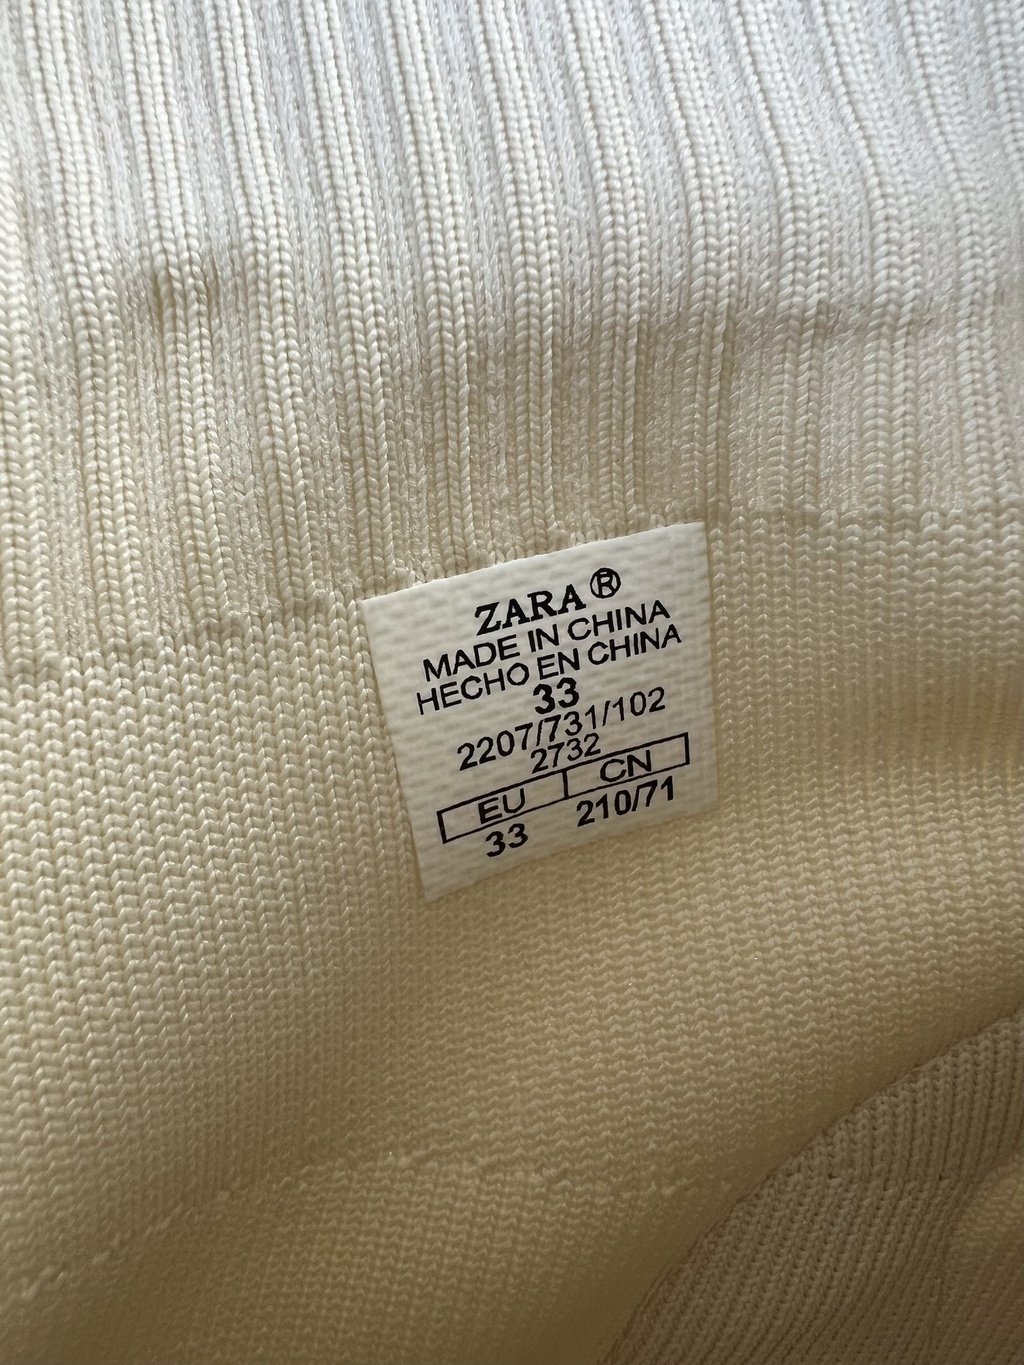 ZARA®
MADE IN CHINA
HECHO EN CHINA
33
2207/731/102
2732
EU CN
33 210/71